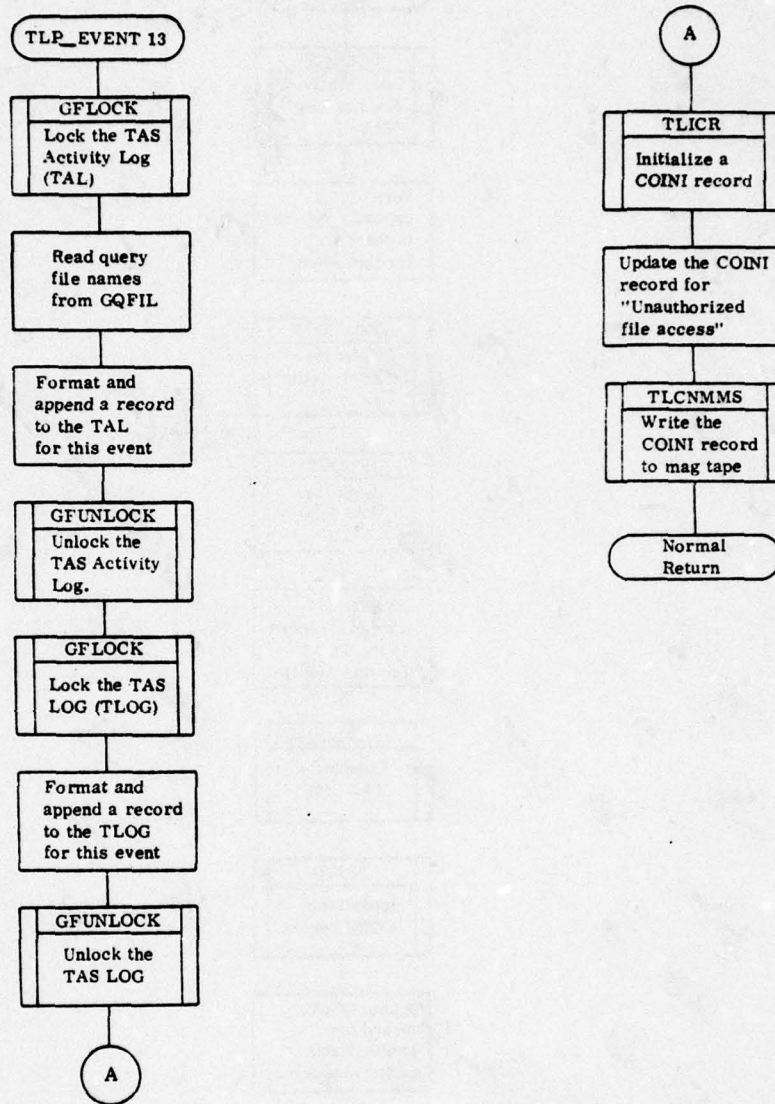 TLP_EVENT 13
GFLOCK
Lock the TAS
Activity Log
(TAL)
Read query
file names
from GQFIL
Format and
append a record
to the TAL
for this event
GFUNLOCK
Unlock the
TAS Activity
Log.
GFLOCK
Lock the TAS
LOG (TLOG)
Format and
append a record
to the TLOG
for this event
GFUNLOCK
Unlock the
TAS LOG
A
A
TLICR
Initialize a
COINI record
Update the COINI
record for
"Unauthorized
file access"
TLCNMMS
Write the
COINI record
to mag tape
Normal
Return